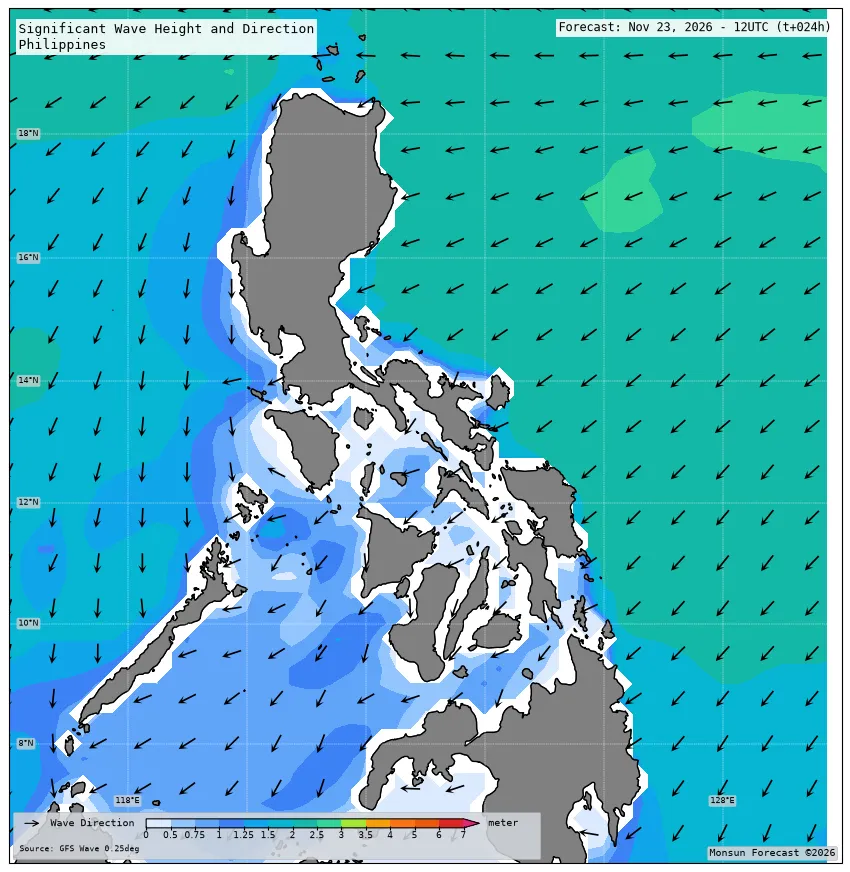 Significant Wave Height and Direction
Philippines
Forecast: Nov 23, 2026 - 12UTC (t+024h)
18°N
16°N
14°N
12°N
10°N
8°N
118°E
128°E
Wave Direction
meter
0 0.5 0.75 1 1.25 1.5 2 2.5 3 3.5 4 5 6 7
Source: GFS Wave 0.25deg
Monsun Forecast ©2026